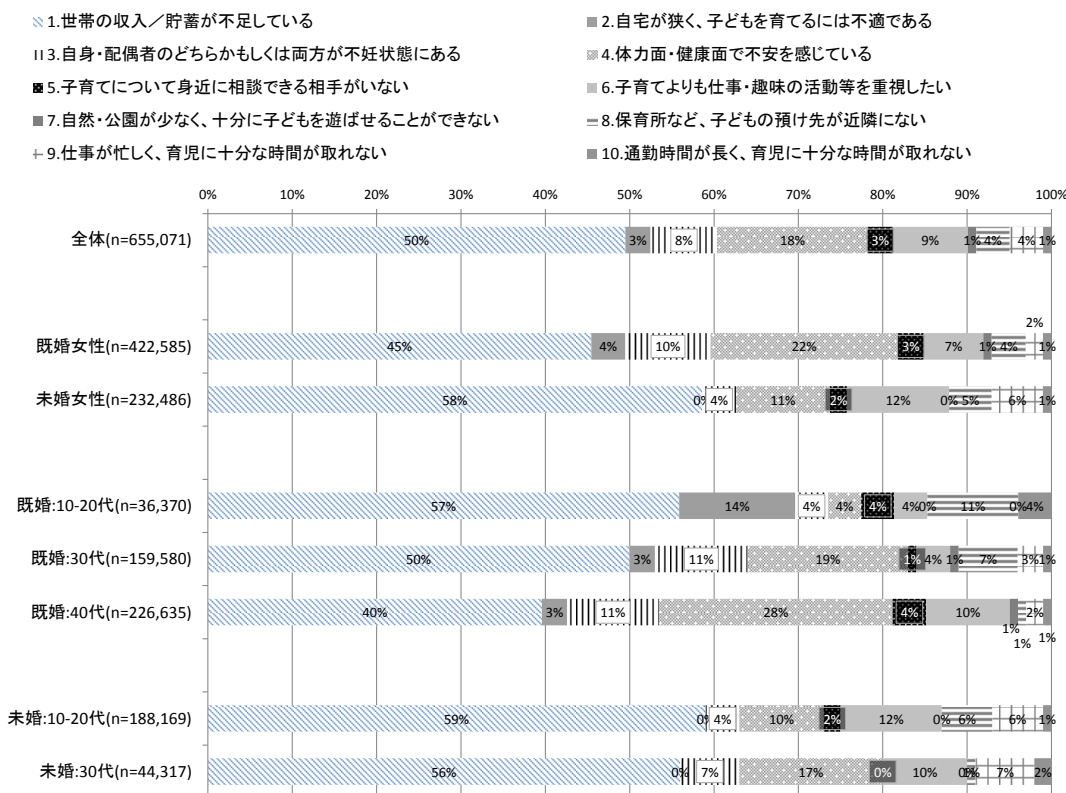 1.世帯の収入／貯蓄が不足している
2.自宅が狭く、子どもを育てるには不適である
3.自身・配偶者のどちらかもしくは両方が不妊状態にある
4.体力面・健康面で不安を感じている
5.子育てについて身近に相談できる相手がいない
6.子育てよりも仕事・趣味の活動等を重視したい
7.自然・公園が少なく、十分に子どもを遊ばせることができない
8.保育所など、子どもの預け先が近隣にない
9.仕事が忙しく、育児に十分な時間が取れない
10.通勤時間が長く、育児に十分な時間が取れない
0% 10% 20% 30% 40% 50% 60% 70% 80% 90% 100%
全体(n=655,071) 50% 3% 8% 18% 3% 9% 1% 4% 4% 1%
既婚女性(n=422,585) 45% 4% 10% 22% 3% 7% 1% 4% 2% 1%
未婚女性(n=232,486) 58% 0% 4% 11% 2% 12% 0% 5% 6% 1%
既婚:10-20代(n=36,370) 57% 14% 4% 4% 4% 4% 0% 11% 0% 4%
既婚:30代(n=159,580) 50% 3% 11% 19% 1% 4% 1% 7% 3% 1%
既婚:40代(n=226,635) 40% 3% 11% 28% 4% 10% 1% 1% 2% 1%
未婚:10-20代(n=188,169) 59% 0% 4% 10% 2% 12% 0% 6% 6% 1%
未婚:30代(n=44,317) 56% 0% 7% 17% 0% 10% 0% 1% 7% 2%